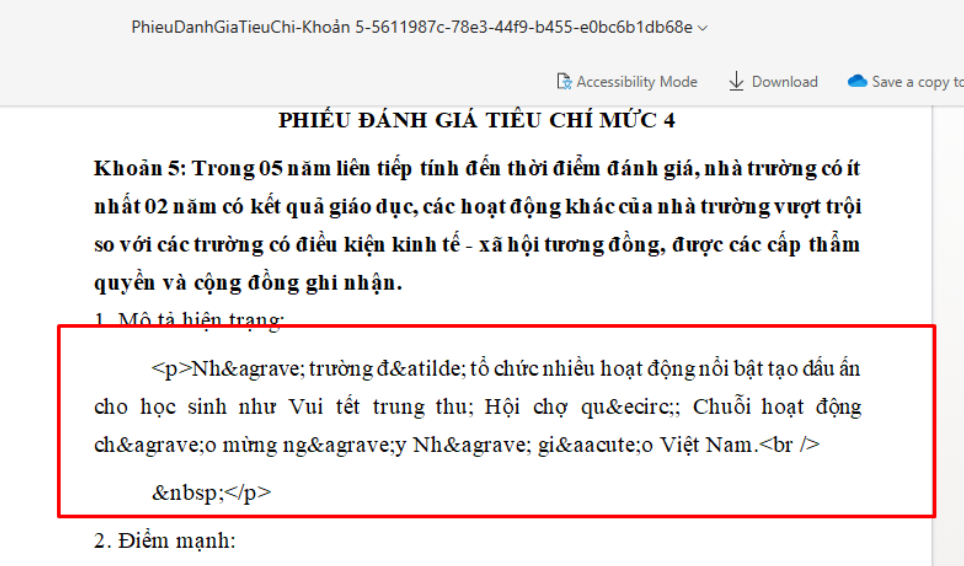 PhieuDanhGiaTieuChi-Khoản 5-5611987c-78e3-44f9-b455-e0bc6b1db68e
Accessibility Mode Download Save a copy to
PHIẾU ĐÁNH GIÁ TIÊU CHÍ MỨC 4
Khoản 5: Trong 05 năm liên tiếp tính đến thời điểm đánh giá, nhà trường có ít
nhất 02 năm có kết quả giáo dục, các hoạt động khác của nhà trường vượt trội
so với các trường có điều kiện kinh tế - xã hội tương đồng, được các cấp thẩm
quyền và cộng đồng ghi nhận.
1. Mô tả hiện trạng:
<p>Nh&agrave; trường đ&atilde; tổ chức nhiều hoạt động nổi bật tạo dấu ấn
cho học sinh như Vui tết trung thu; Hội chợ qu&ecirc;; Chuỗi hoạt động
ch&agrave;o mừng ng&agrave;y Nh&agrave; gi&aacute;o Việt Nam.<br />
&nbsp;</p>
2. Điểm mạnh: